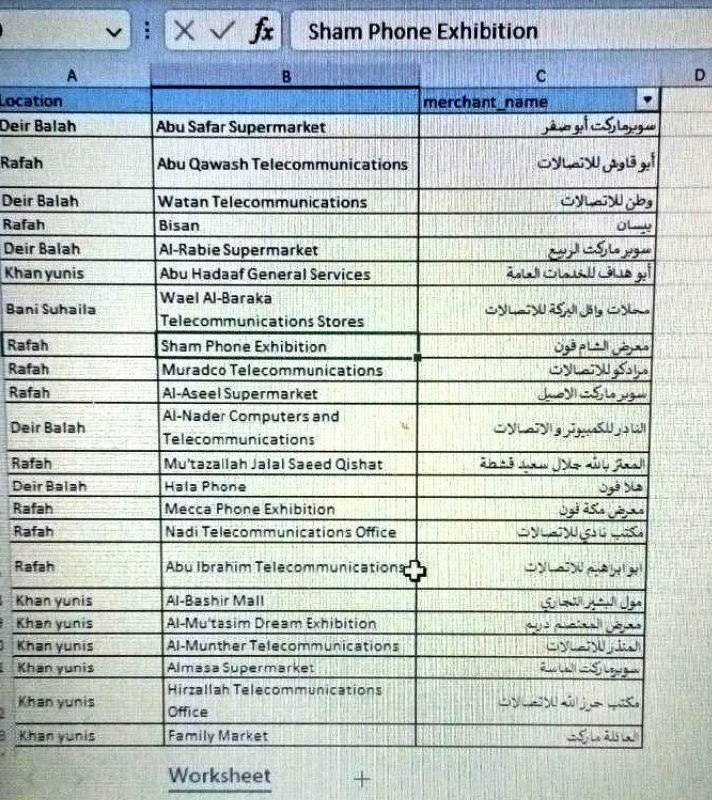 fx Sham Phone Exhibition
A B C D
Location merchant_name
Deir Balah Abu Safar Supermarket سوبرماركت أبو صفر
Rafah Abu Qawash Telecommunications أبو قاوش للاتصالات
Deir Balah Watan Telecommunications وطن للاتصالات
Rafah Bisan بيسان
Deir Balah Al-Rabie Supermarket سوبر ماركت الربيع
Khan yunis Abu Hadaaf General Services أبو هداف للخدمات العامة
Bani Suhaila Wael Al-Baraka
Telecommunications Stores محلات وائل البركة للاتصالات
Rafah Sham Phone Exhibition معرض الشام فون
Rafah Muradco Telecommunications مرادكو للاتصالات
Rafah Al-Aseel Supermarket سوبر ماركت الاصيل
Deir Balah Al-Nader Computers and
Telecommunications النادر للكمبيوتر و الاتصالات
Rafah Mu'tazallah Jalal Saeed Qishat المعتز بالله جلال سعيد قشطة
Deir Balah Hala Phone هلا فون
Rafah Mecca Phone Exhibition معرض مكة فون
Rafah Nadi Telecommunications Office مكتب نادي للاتصالات
Rafah Abu Ibrahim Telecommunications ابو ابراهيم للاتصالات
Khan yunis Al-Bashir Mall مول البشير التجاري
Khan yunis Al-Mu'tasim Dream Exhibition معرض المعتصم دريم
Khan yunis Al-Munther Telecommunications المنذر للاتصالات
Khan yunis Almasa Supermarket سوبرماركت الماسة
Khan yunis Hirzallah Telecommunications
Office مكتب حرز الله للاتصالات
Khan yunis Family Market العائلة ماركت
Worksheet +